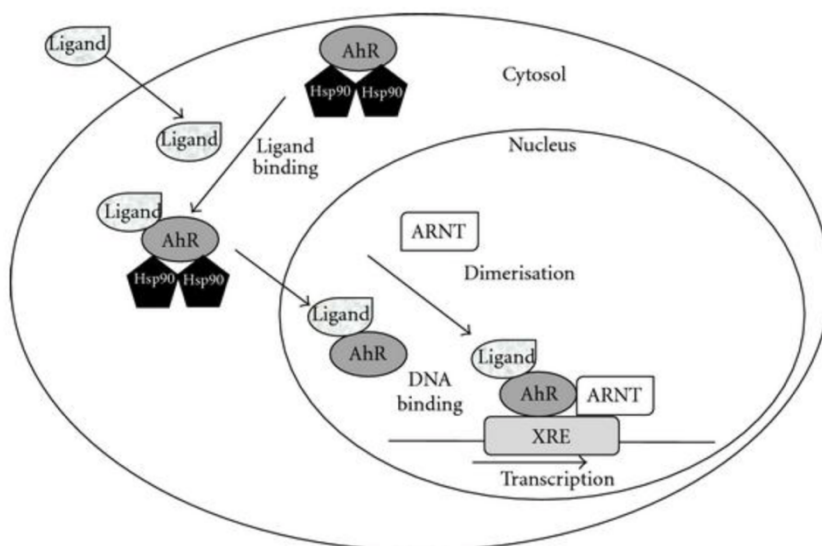 Ligand
AhR
Hsp90 Hsp90
Cytosol
Ligand
Ligand
binding
Nucleus
Ligand
AhR
Hsp90 Hsp90
ARNT
Dimerisation
Ligand
AhR
Ligand
DNA
binding
AhR
ARNT
XRE
Transcription